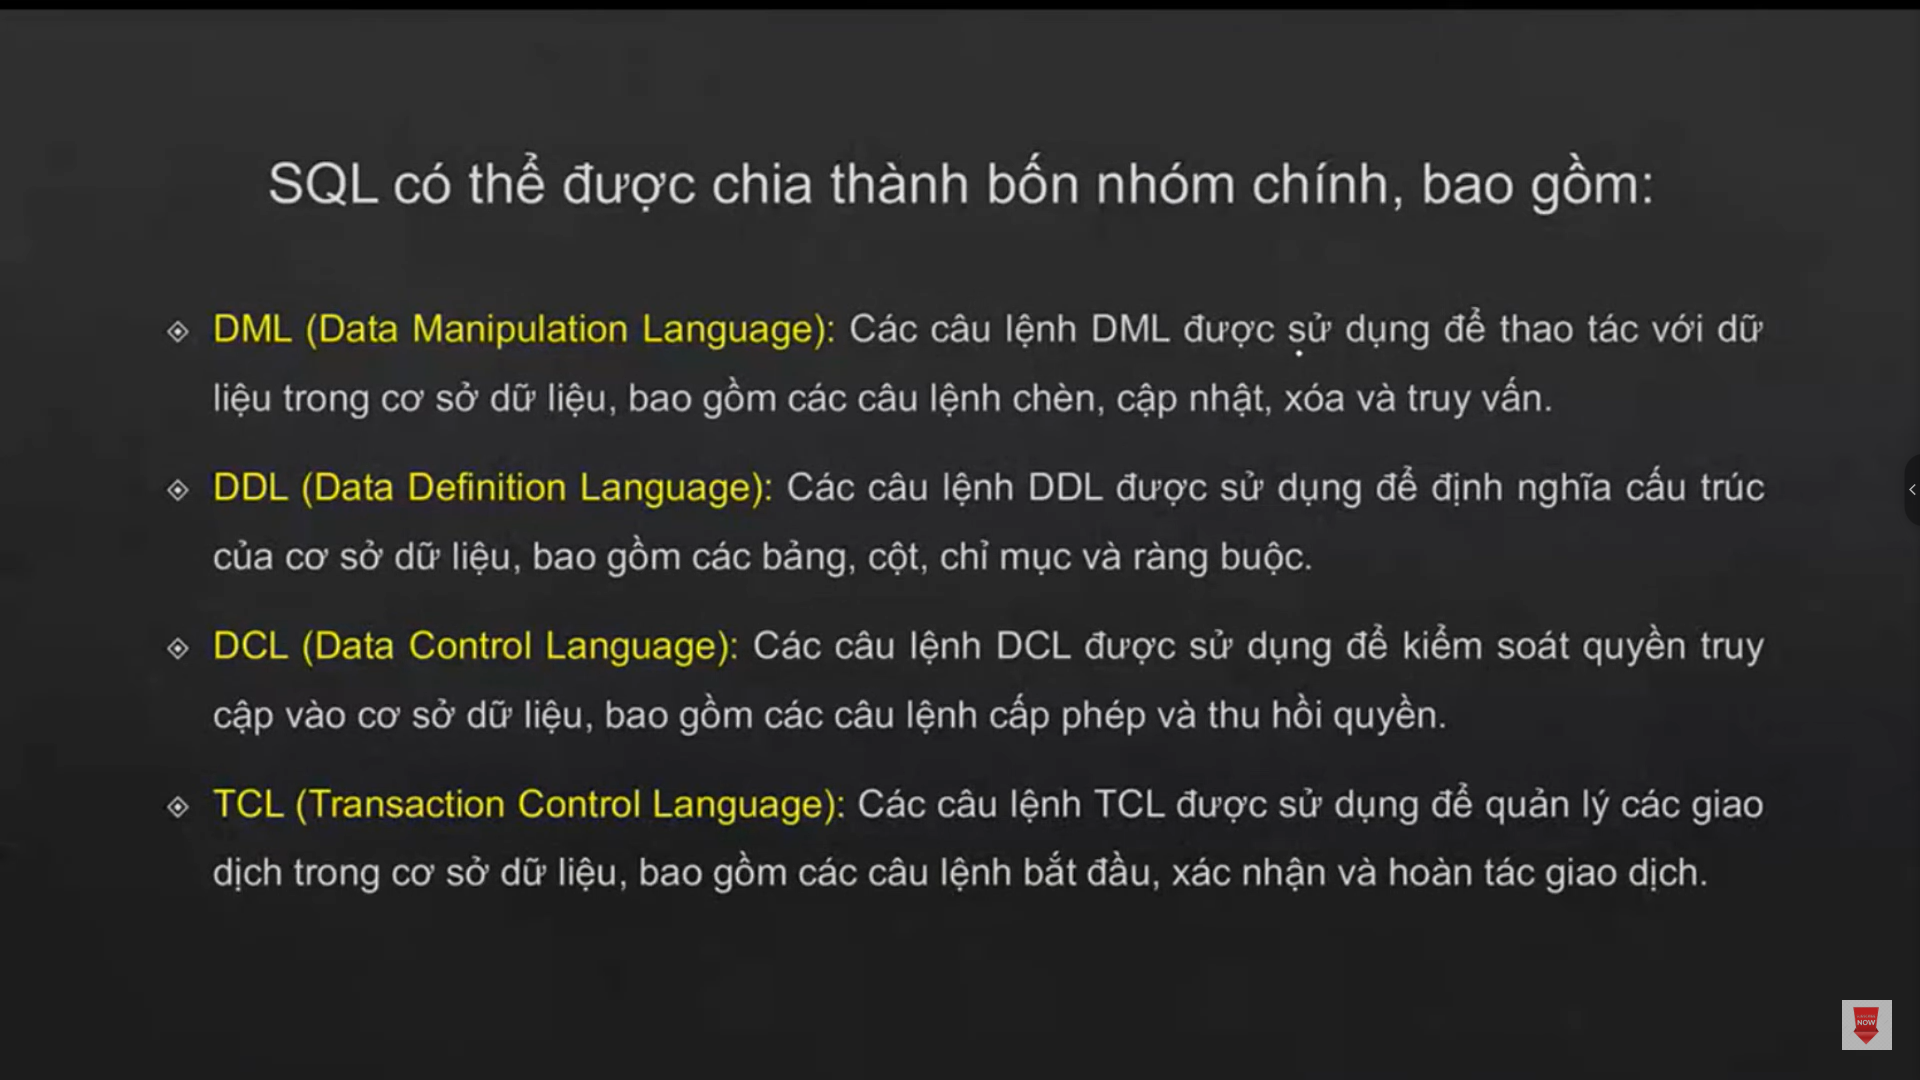 SQL có thể được chia thành bốn nhóm chính, bao gồm:
DML (Data Manipulation Language): Các câu lệnh DML được sử dụng để thao tác với dữ
liệu trong cơ sở dữ liệu, bao gồm các câu lệnh chèn, cập nhật, xóa và truy vấn.
DDL (Data Definition Language): Các câu lệnh DDL được sử dụng để định nghĩa cấu trúc
của cơ sở dữ liệu, bao gồm các bảng, cột, chỉ mục và ràng buộc.
DCL (Data Control Language): Các câu lệnh DCL được sử dụng để kiểm soát quyền truy
cập vào cơ sở dữ liệu, bao gồm các câu lệnh cấp phép và thu hồi quyền.
TCL (Transaction Control Language): Các câu lệnh TCL được sử dụng để quản lý các giao
dịch trong cơ sở dữ liệu, bao gồm các câu lệnh bắt đầu, xác nhận và hoàn tác giao dịch.
NOW